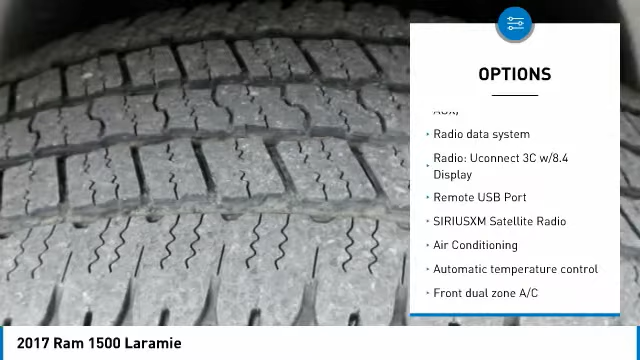 OPTIONS
Radio data system
Radio: Uconnect 3C w/8.4
Display
Remote USB Port
SIRIUSXM Satellite Radio
Air Conditioning
Automatic temperature control
Front dual zone A/C
2017 Ram 1500 Laramie